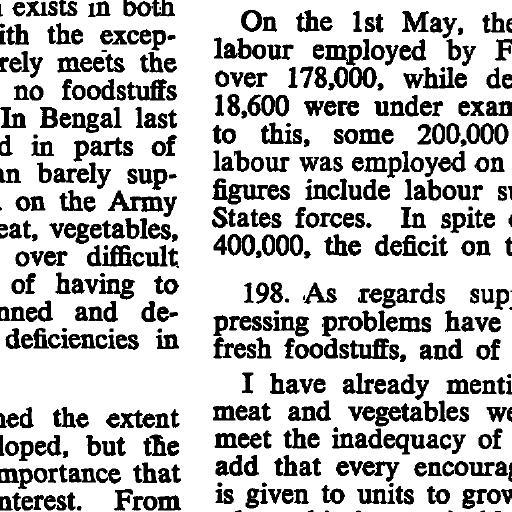 exists in both
ith the excep-
rely meets the
no foodstuffs
In Bengal last
d in parts of
an barely sup-
on the Army
eat, vegetables,
over difficult
of having to
nned and de-
deficiencies in
ned the extent
loped, but the
mportance that
nterest. From
On the 1st May, the
labour employed by F
over 178,000, while de
18,600 were under exam
to this, some 200,000
labour was employed on
figures include labour su
States forces. In spite
400,000, the deficit on t
198. As regards supp
pressing problems have
fresh foodstuffs, and of
I have already menti
meat and vegetables we
meet the inadequacy of
add that every encourag
is given to units to grow